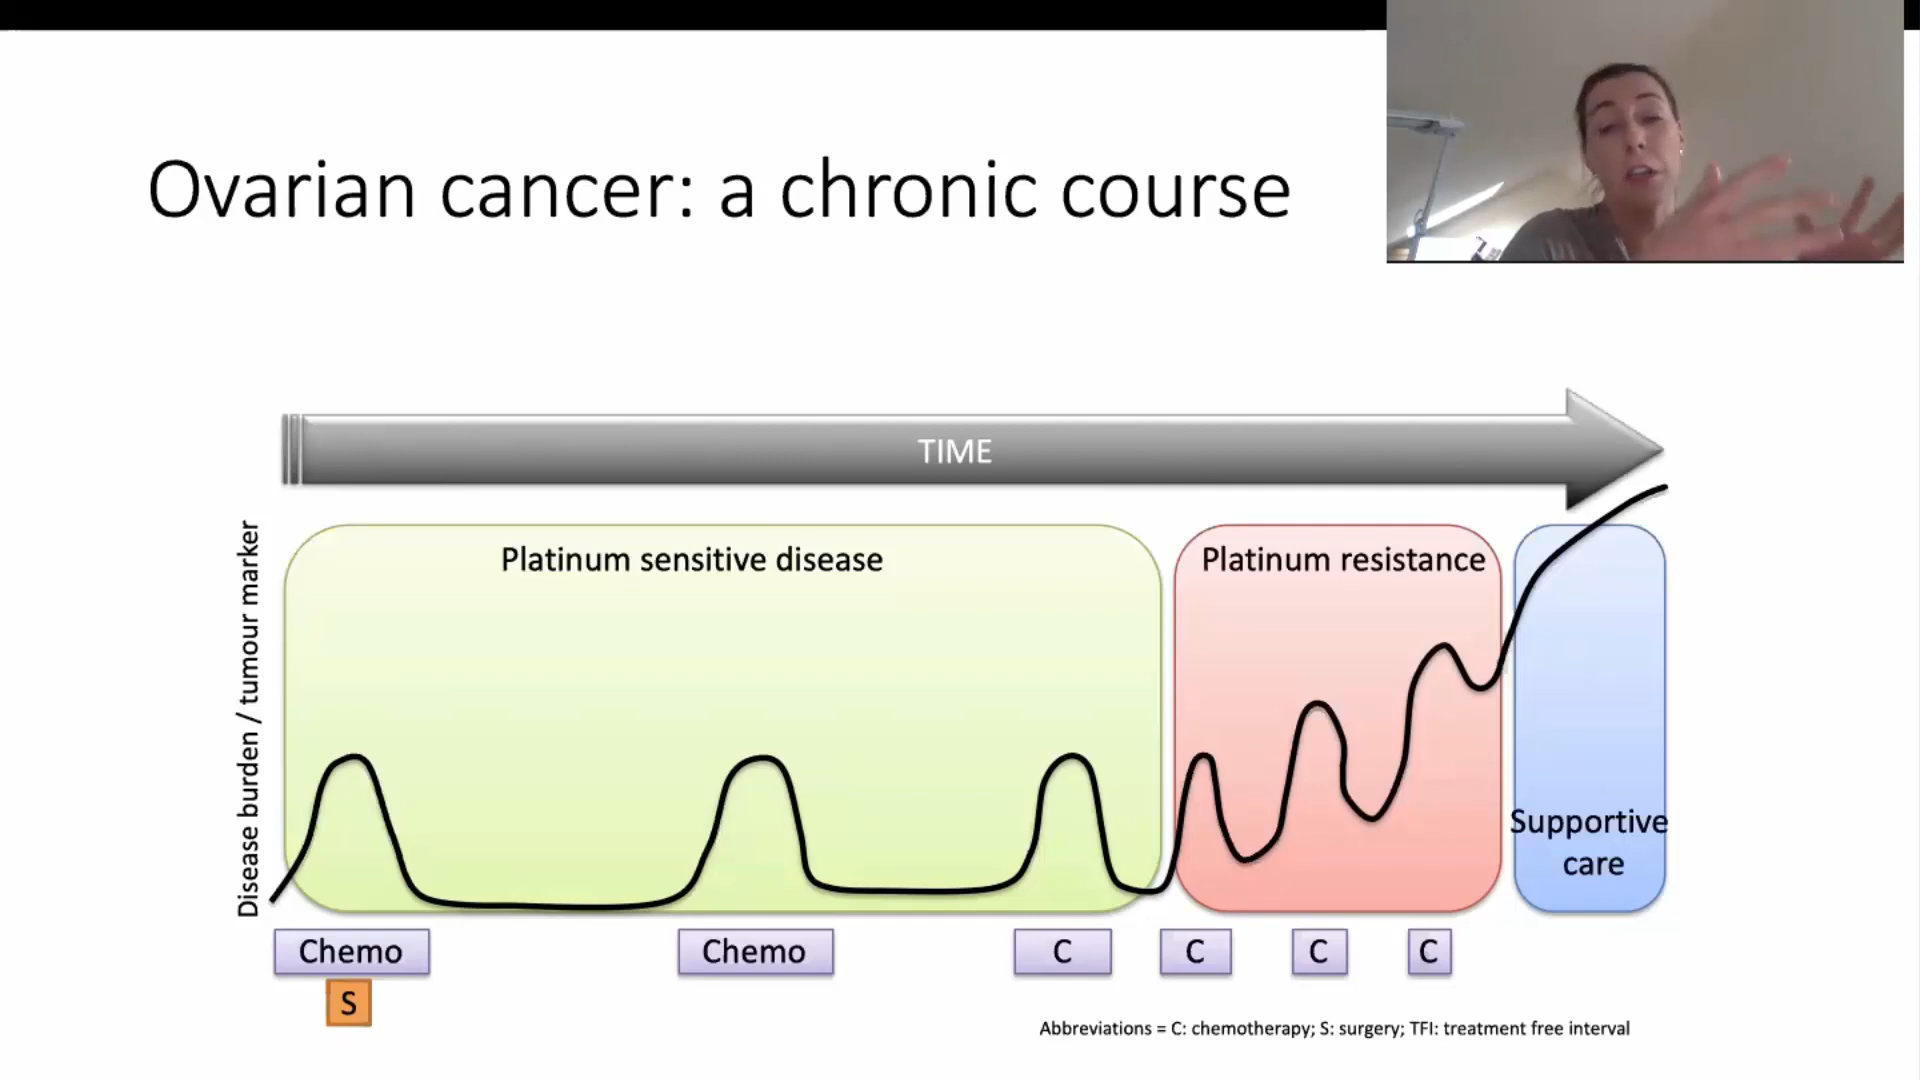 Ovarian cancer: a chronic course
TIME
Disease burden / tumour marker
Platinum sensitive disease
Platinum resistance
Supportive
care
Chemo
Chemo
C
C
C
C
S
Abbreviations = C: chemotherapy; S: surgery; TFI: treatment free interval